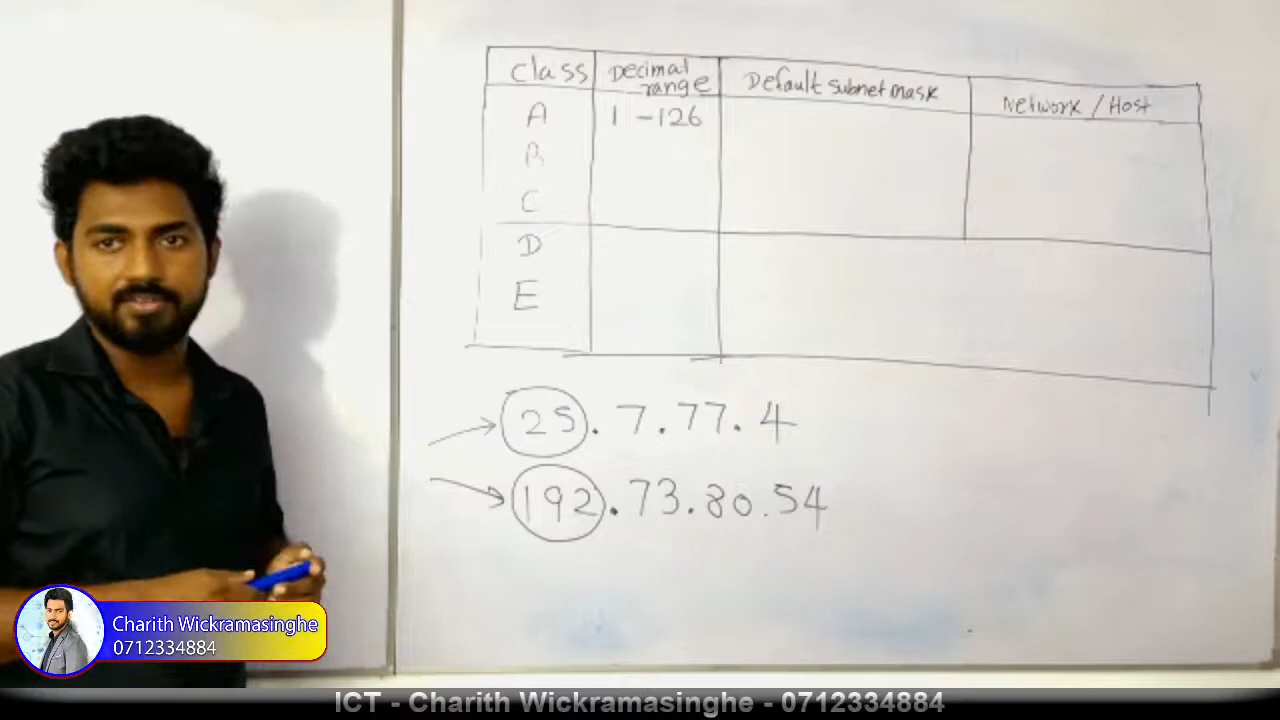 Class Decimal range Default subnet mask Network / Host
A 1 - 126
B
C
D
E
25.7.77.4
192.73.80.54
Charith Wickramasinghe
0712334884
ICT - Charith Wickramasinghe - 0712334884